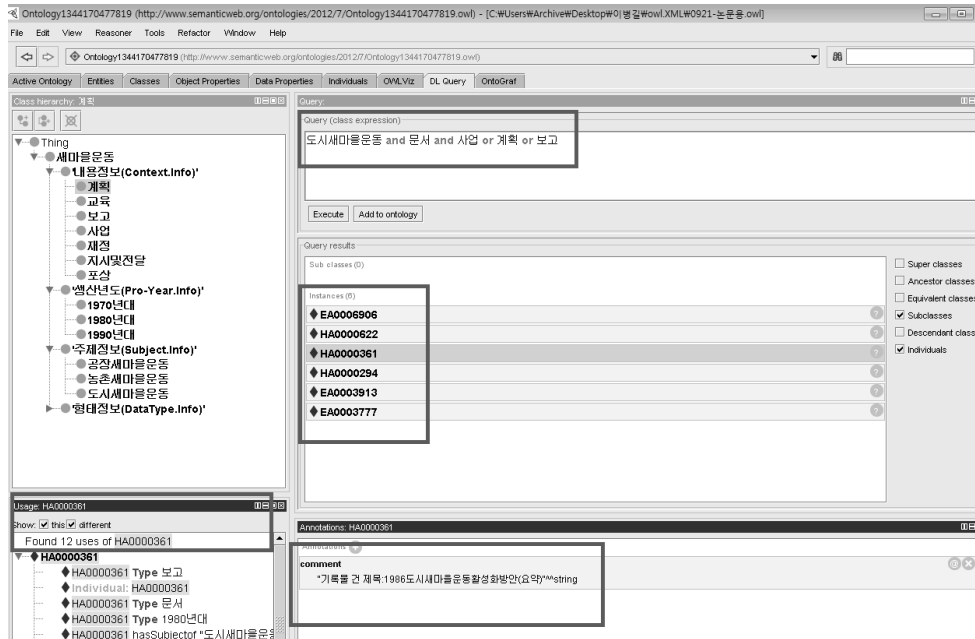 Ontology1344170477819 (http://www.semanticweb.org/ontologies/2012/7/Ontology1344170477819.owl) - [C:₩Users₩Archive₩Desktop₩이병길₩owl.XML₩0921-논문용.owl]
File Edit View Reasoner Tools Refactor Window Help
Ontology1344170477819 (http://www.semanticweb.org/ontologies/2012/7/Ontology1344170477819.owl)
Active Ontology Entities Classes Object Properties Data Properties Individuals OWLViz DL Query OntoGraf
Class hierarchy: 계획
Thing
새마을운동
'내용정보(Context.Info)'
계획
교육
보고
사업
재정
지시및전달
포상
'생산년도(Pro-Year.Info)'
1970년대
1980년대
1990년대
'주제정보(Subject.Info)'
공장새마을운동
농촌새마을운동
도시새마을운동
'형태정보(DataType.Info)'
Query:
Query (class expression)
도시새마을운동 and 문서 and 사업 or 계획 or 보고
Execute Add to ontology
Query results
Sub classes (0)
Instances (6)
EA0006906
HA0000622
HA0000361
HA0000294
EA0003913
EA0003777
Super classes
Ancestor classes
Equivalent classes
Subclasses
Descendant class
Individuals
Usage: HA0000361
Show: this different
Found 12 uses of HA0000361
HA0000361
HA0000361 Type 보고
Individual: HA0000361
HA0000361 Type 문서
HA0000361 Type 1980년대
HA0000361 hasSubjectof "도시새마을운동
Annotations: HA0000361
Annotations
comment
"기록물 건 제목:1986도시새마을운동활성화방안(요약)"^^string